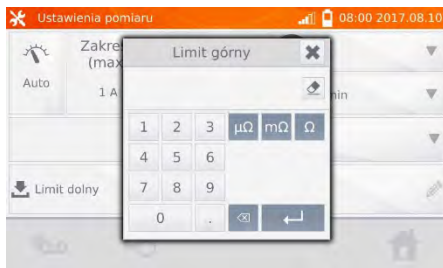 Ustawienia pomiaru
08:00 2017.08.10
Zakre
(max
Auto
1 A
Limit górny
min
1 2 3 µΩ mΩ Ω
4 5 6
7 8 9
0 .
Limit dolny